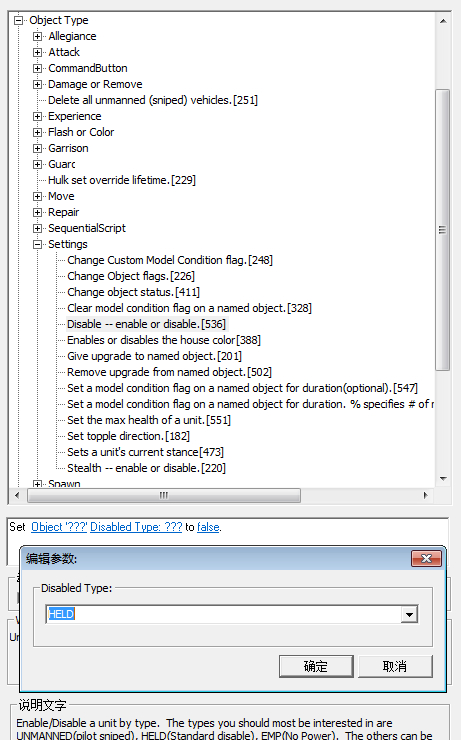 Object Type
Allegiance
Attack
CommandButton
Damage or Remove
Delete all unmanned (sniped) vehicles.[251]
Experience
Flash or Color
Garrison
Guard
Hulk set override lifetime.[229]
Move
Repair
SequentialScript
Settings
Change Custom Model Condition flag.[248]
Change Object flags.[226]
Change object status.[411]
Clear model condition flag on a named object.[328]
Disable -- enable or disable.[536]
Enables or disables the house color[388]
Give upgrade to named object.[201]
Remove upgrade from named object.[502]
Set a model condition flag on a named object for duration(optional).[547]
Set a model condition flag on a named object for duration. % specifies # of
Set the max health of a unit.[551]
Set topple direction.[182]
Sets a unit's current stance[473]
Stealth -- enable or disable.[220]
Spawn
Set Object '???' Disabled Type: ??? to false.
编辑参数:
Disabled Type:
HELD
确定 取消
说明文字
Enable/Disable a unit by type. The types you should most be interested in are
UNMANNED(pilot sniped), HELD(Standard disable), EMP(No Power). The others can be